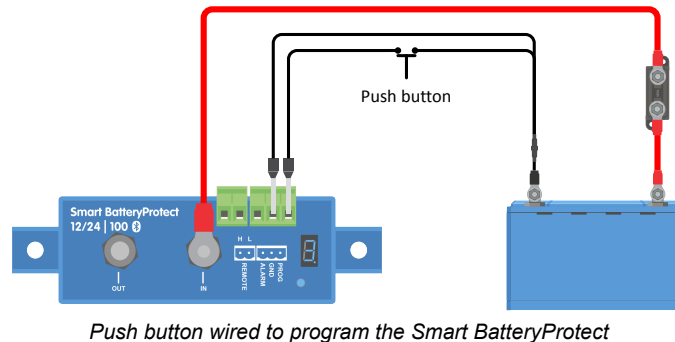 Push button
Smart BatteryProtect
12/24 | 100
H L
REMOTE
ALARM
GND
PROG
OUT
IN
8.
Push button wired to program the Smart BatteryProtect